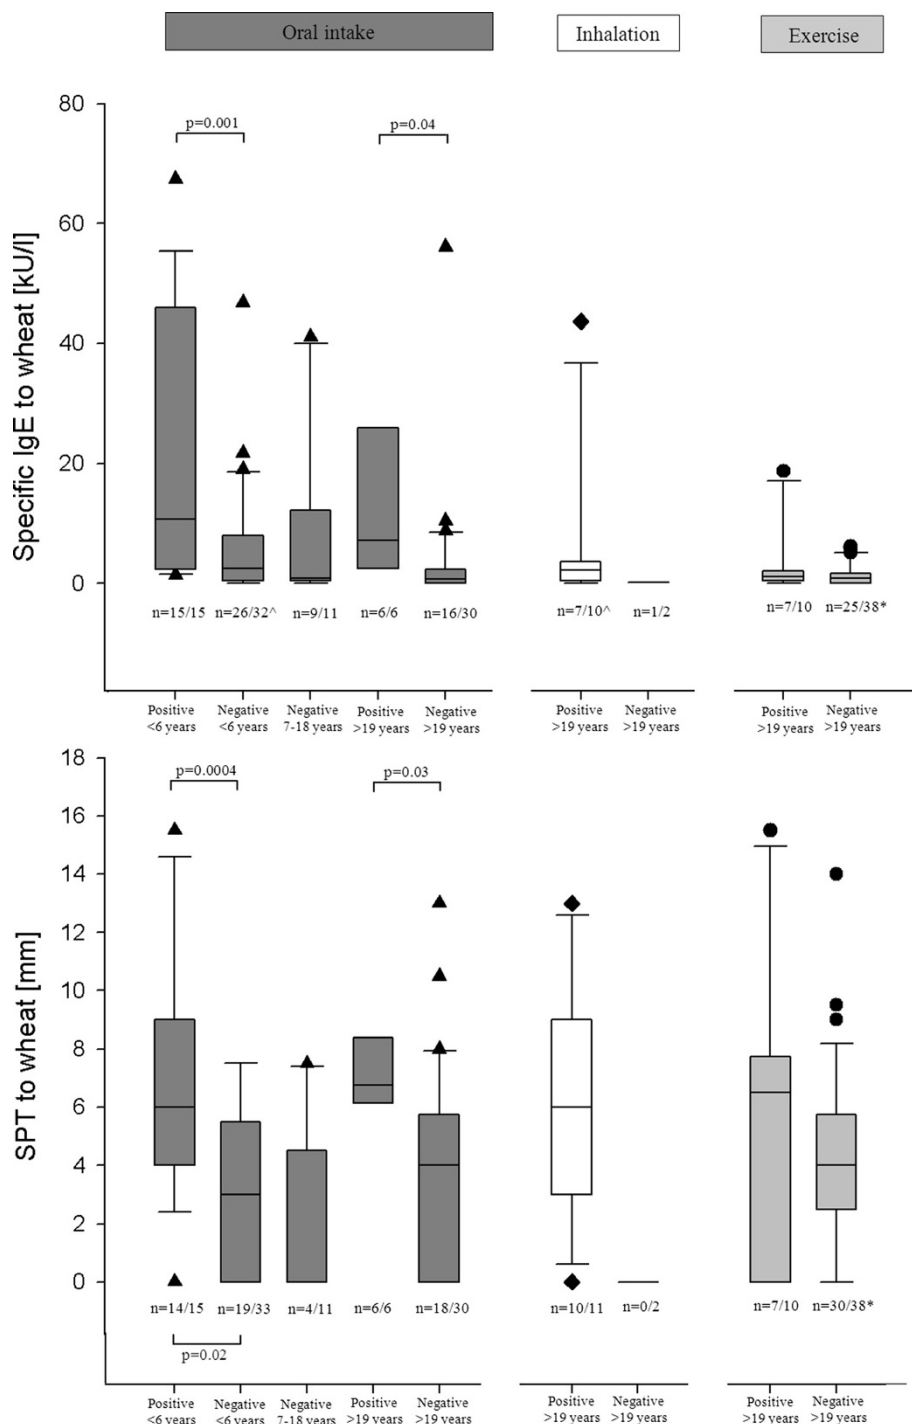 Oral intake
Inhalation
Exercise
Specific IgE to wheat [kU/l]
80
60
40
20
0
p=0.001
p=0.04
n=15/15 n=26/32^ n=9/11 n=6/6 n=16/30 n=7/10^ n=1/2 n=7/10 n=25/38*
Positive Negative Negative Positive Negative Positive Negative Positive Negative
<6 years <6 years 7-18 years >19 years >19 years >19 years >19 years >19 years >19 years
SPT to wheat [mm]
18
16
14
12
10
8
6
4
2
0
p=0.0004
p=0.03
n=14/15 n=19/33 n=4/11 n=6/6 n=18/30 n=10/11 n=0/2 n=7/10 n=30/38*
p=0.02
Positive Negative Negative Positive Negative Positive Negative Positive Negative
<6 years <6 years 7-18 years >19 years >19 years >19 years >19 years >19 years >19 years